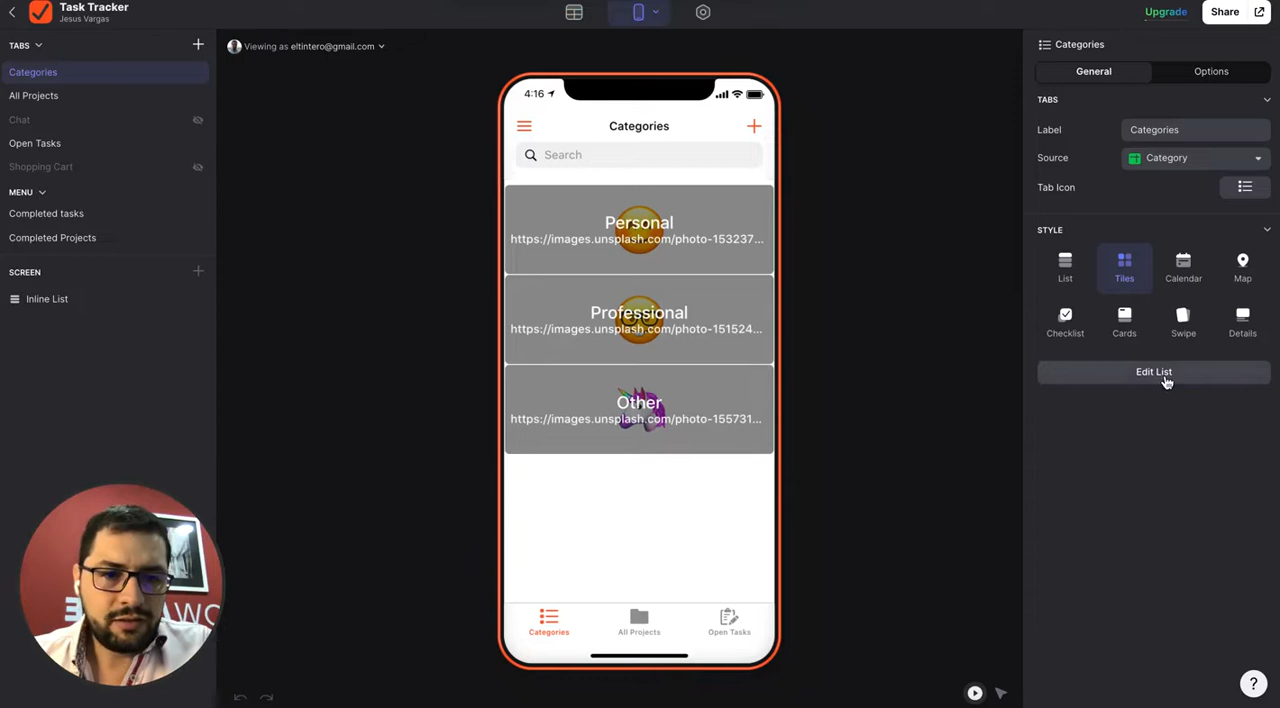 Task Tracker
Jesus Vargas
Upgrade
Share
TABS
Categories
All Projects
Chat
Open Tasks
Shopping Cart
MENU
Completed tasks
Completed Projects
SCREEN
Inline List
Viewing as eltintero@gmail.com
4:16
Categories
Search
Personal
https://images.unsplash.com/photo-153237...
Professional
https://images.unsplash.com/photo-151524...
Other
https://images.unsplash.com/photo-155731...
Categories
All Projects
Open Tasks
Categories
General
Options
TABS
Label
Categories
Source
Category
Tab Icon
STYLE
List
Tiles
Calendar
Map
Checklist
Cards
Swipe
Details
Edit List
?